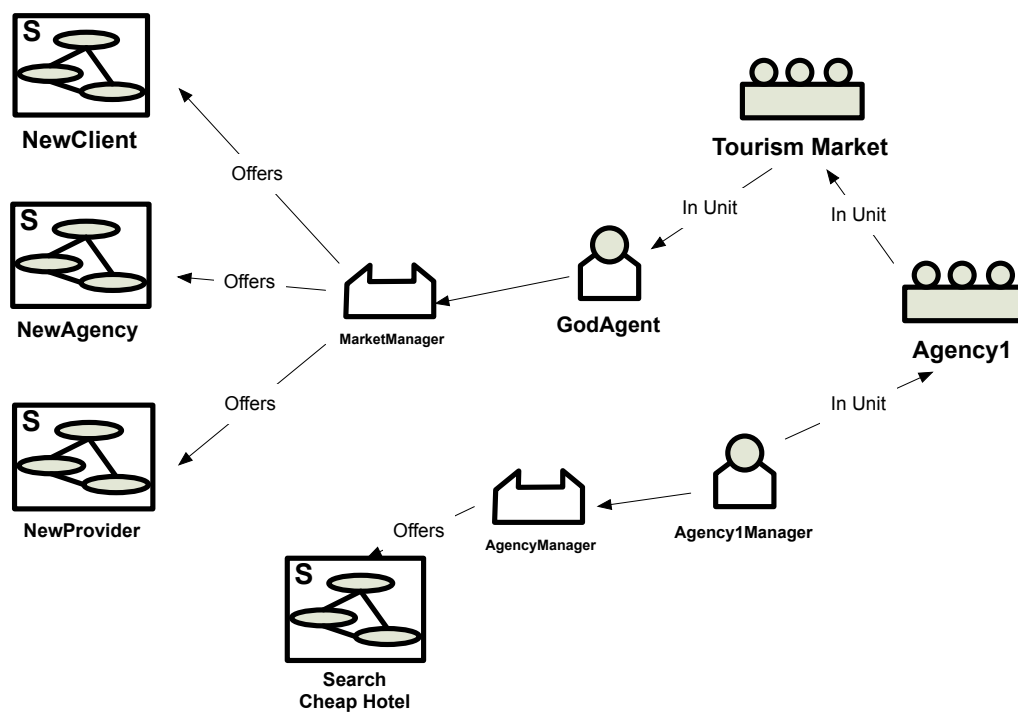 S
NewClient
Offers
Tourism Market
In Unit
In Unit
S
NewAgency
Offers
MarketManager
GodAgent
Agency1
S
NewProvider
Offers
In Unit
AgencyManager
Agency1Manager
Offers
S
Search
Cheap Hotel